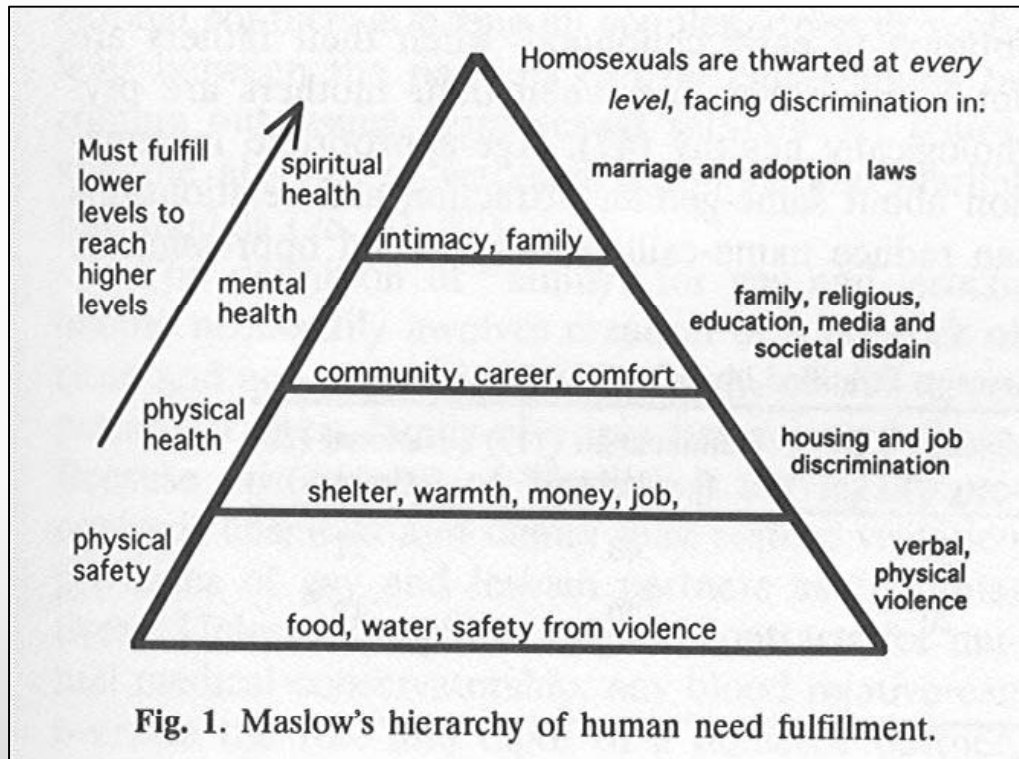 Homosexuals are thwarted at every
level, facing discrimination in:
Must fulfill
lower
levels to
reach
higher
levels
spiritual
health
marriage and adoption laws
intimacy, family
mental
health
family, religious,
education, media and
societal disdain
community, career, comfort
physical
health
housing and job
discrimination
shelter, warmth, money, job,
physical
safety
verbal,
physical
violence
food, water, safety from violence
Fig. 1. Maslow's hierarchy of human need fulfillment.